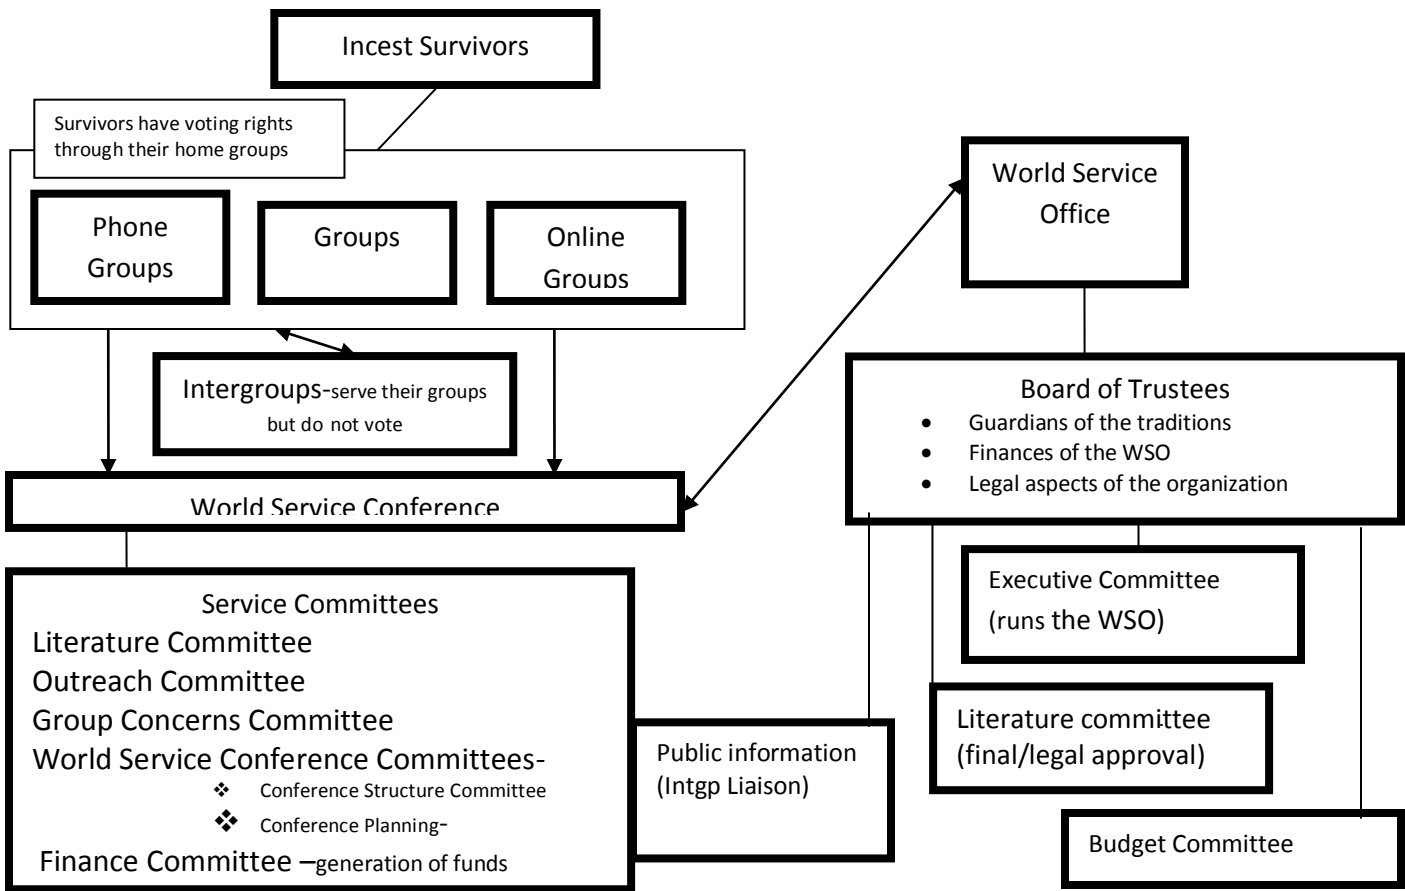 Incest Survivors
Survivors have voting rights
through their home groups
Phone
Groups
Groups
Online
Groups
Intergroups-serve their groups
but do not vote
World Service Conference
Service Committees
Literature Committee
Outreach Committee
Group Concerns Committee
World Service Conference Committees-
❖ Conference Structure Committee
❖ Conference Planning-
Finance Committee –generation of funds
Public information
(Intgp Liaison)
World Service
Office
Board of Trustees
• Guardians of the traditions
• Finances of the WSO
• Legal aspects of the organization
Executive Committee
(runs the WSO)
Literature committee
(final/legal approval)
Budget Committee